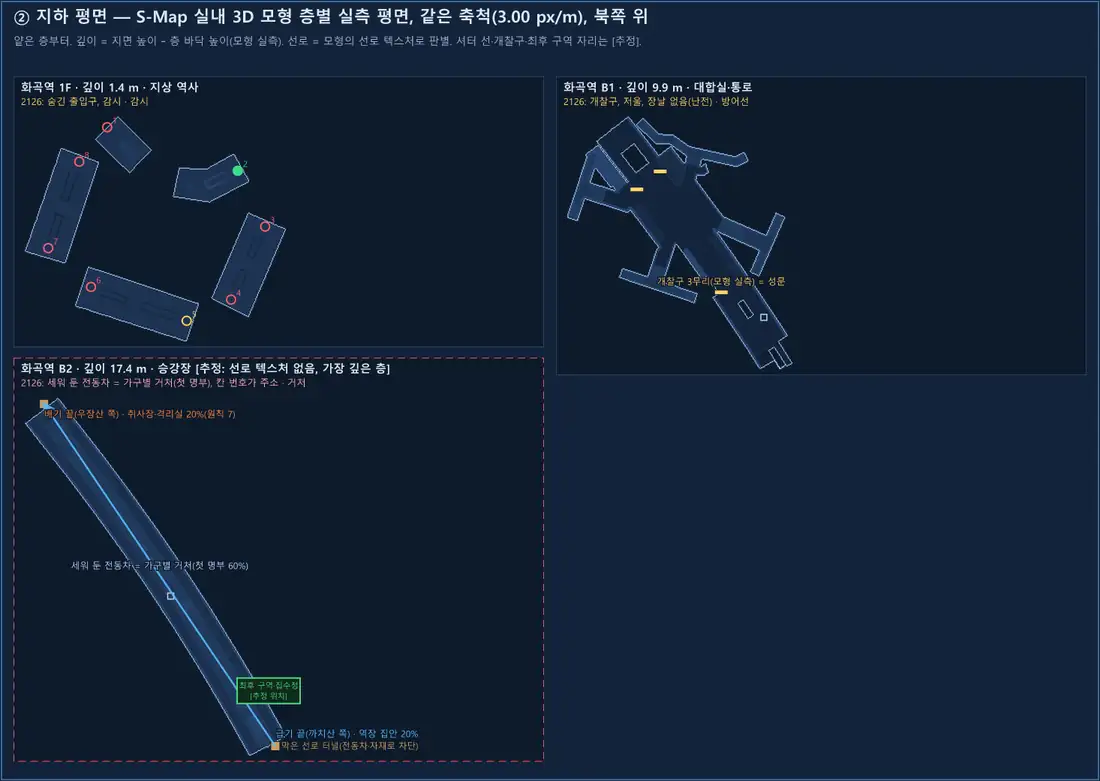 ② 지하 평면 — S-Map 실내 3D 모형 층별 실측 평면, 같은 축척(3.00 px/m), 북쪽 위
얕은 층부터. 깊이 = 지면 높이 − 층 바닥 높이(모형 실측). 선로 = 모형의 선로 텍스처로 판별. 셔터 선·개찰구·최후 구역 자리는 [추정].
화곡역 1F · 깊이 1.4 m · 지상 역사
2126: 숨긴 출입구, 감시 · 감시
8
2
3
7
6
4
5
화곡역 B1 · 깊이 9.9 m · 대합실·통로
2126: 개찰구, 저울, 장날 없음(난전) · 방어선
개찰구 3무리(모형 실측) = 성문
화곡역 B2 · 깊이 17.4 m · 승강장 [추정: 선로 텍스처 없음, 가장 깊은 층]
2126: 세워 둔 전동차 = 가구별 거처(첫 명부), 칸 번호가 주소 · 거처
배기 끝(우장산 쪽) · 취사장·격리실 20%(원칙 7)
세워 둔 전동차 = 가구별 거처(첫 명부 60%)
최후 구역·집수정
[추정 위치]
급기 끝(까치산 쪽) · 역장 집안 20%
막은 선로 터널(전동차·자재로 차단)